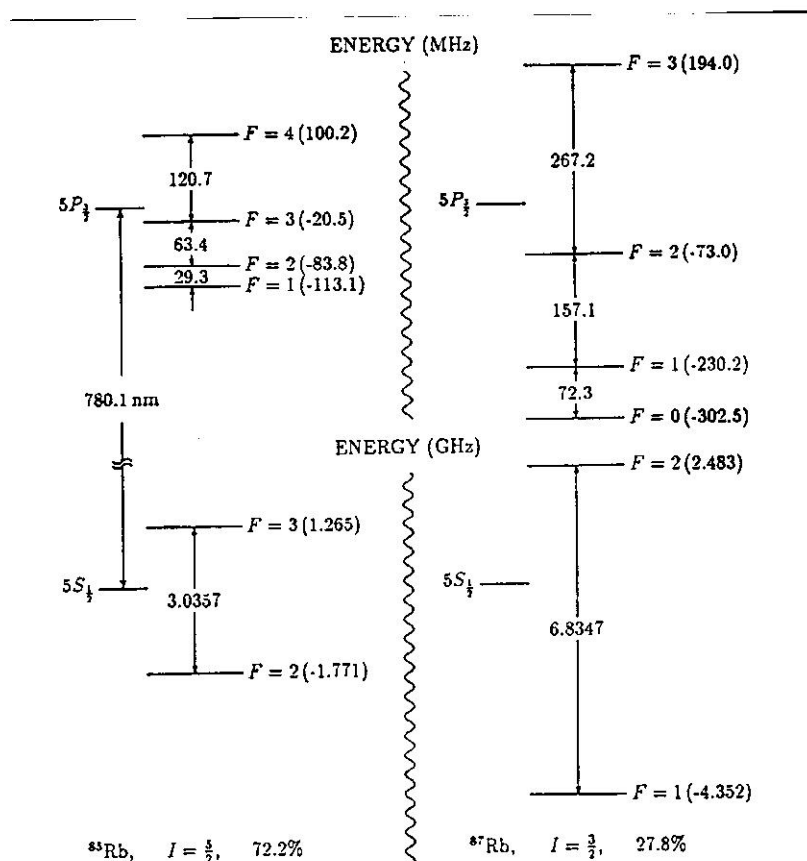 ENERGY (MHz)
F = 4 (100.2)
120.7
5P3/2
F = 3 (-20.5)
63.4
F = 2 (-83.8)
29.3
F = 1 (-113.1)
780.1 nm
F = 3 (1.265)
5S1/2
3.0357
F = 2 (-1.771)
⁸⁵Rb, I = 5/2, 72.2%
F = 3 (194.0)
267.2
5P3/2
F = 2 (-73.0)
157.1
F = 1 (-230.2)
72.3
F = 0 (-302.5)
ENERGY (GHz)
F = 2 (2.483)
5S1/2
6.8347
F = 1 (-4.352)
⁸⁷Rb, I = 3/2, 27.8%